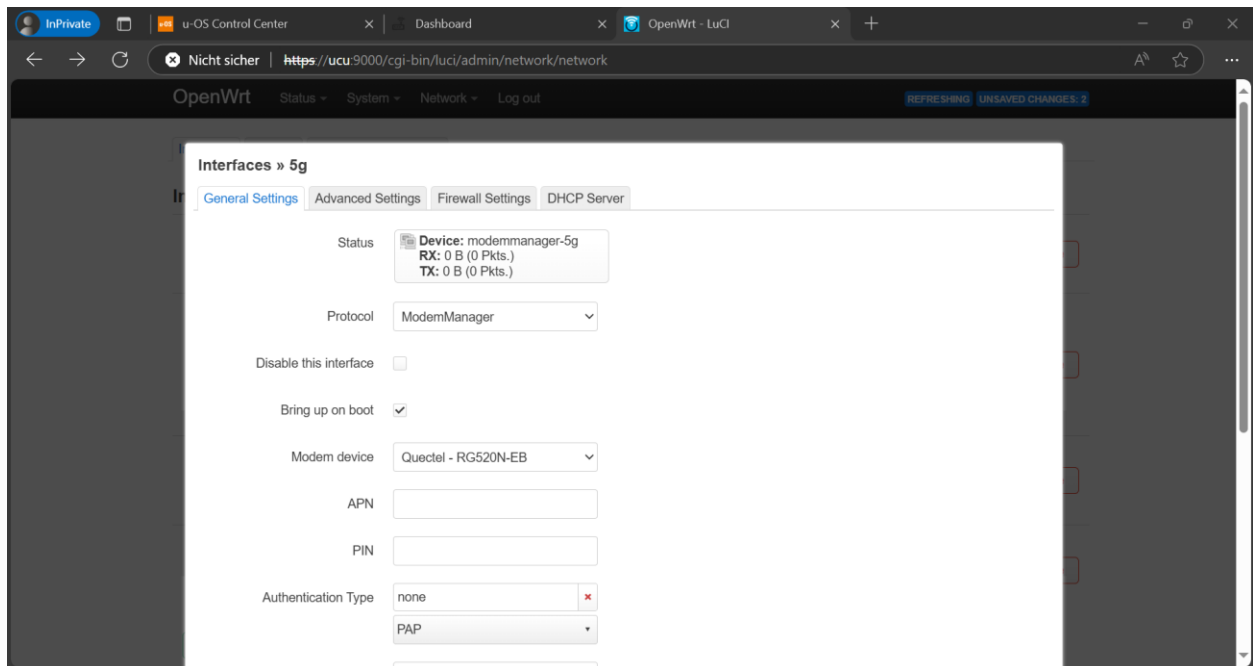 InPrivate
u-OS Control Center
Dashboard
OpenWrt - LuCI
Nicht sicher
https://ucu:9000/cgi-bin/luci/admin/network/network
OpenWrt Status System Network Log out REFRESHING UNSAVED CHANGES: 2
Interfaces » 5g
General Settings Advanced Settings Firewall Settings DHCP Server
Status
Device: modemmanager-5g
RX: 0 B (0 Pkts.)
TX: 0 B (0 Pkts.)
Protocol ModemManager
Disable this interface
Bring up on boot
Modem device Quectel - RG520N-EB
APN
PIN
Authentication Type none
PAP